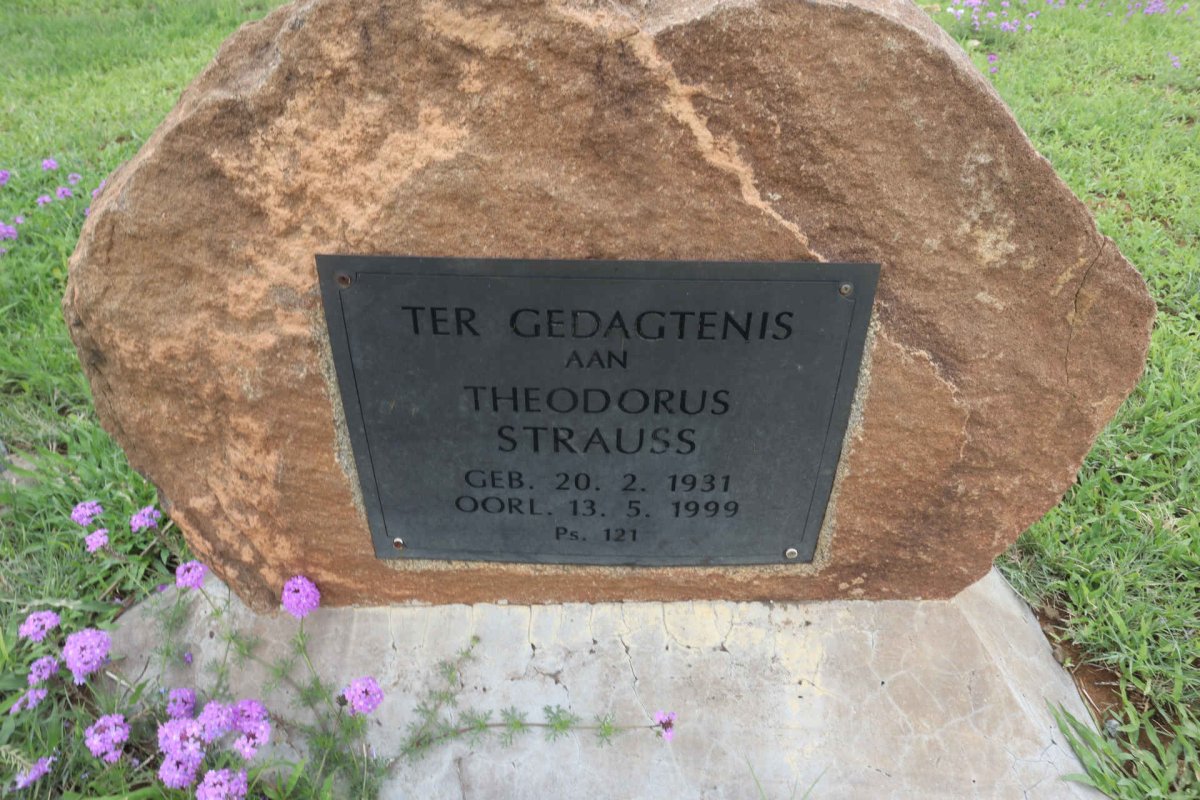 TER GEDAGTENIS
AAN
THEODORUS
STRAUSS
GEB. 20. 2. 1931
OORL. 13. 5. 1999
Ps. 121